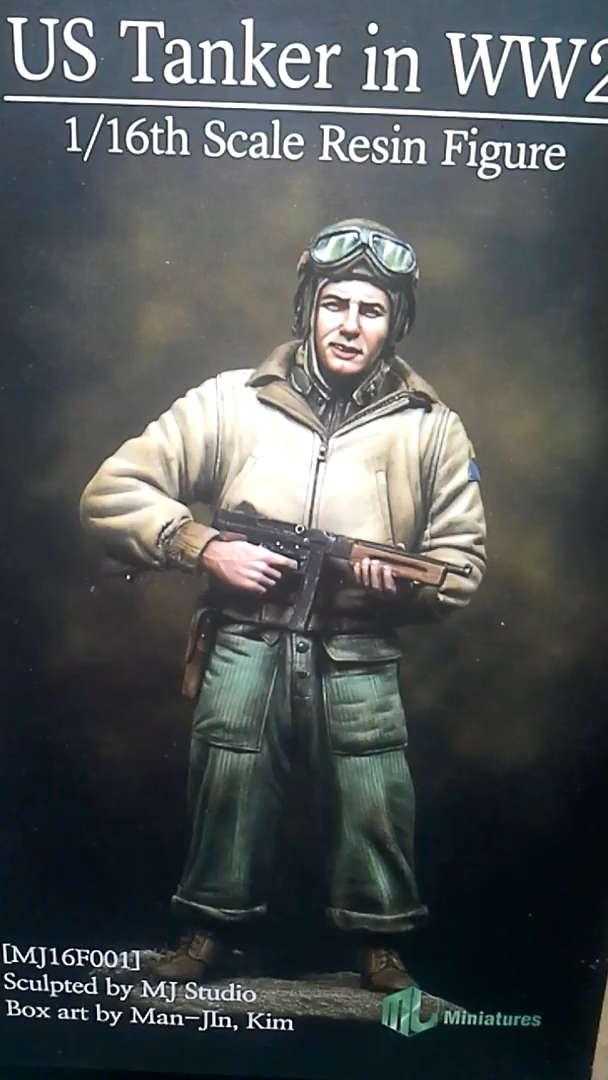 US Tanker in WW2
1/16th Scale Resin Figure
[MJ16F001]
Sculpted by MJ Studio
Box art by Man-JIn, Kim
MJ Miniatures